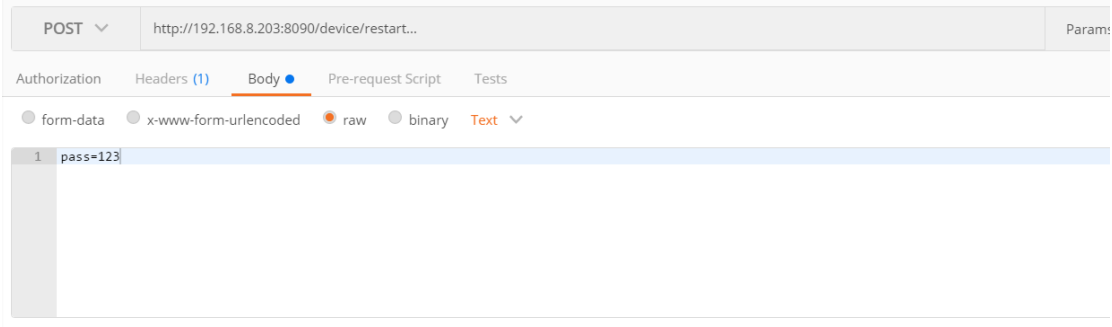 POST http://192.168.8.203:8090/device/restart... Params
Authorization Headers (1) Body Pre-request Script Tests
form-data x-www-form-urlencoded raw binary Text
1 pass=123